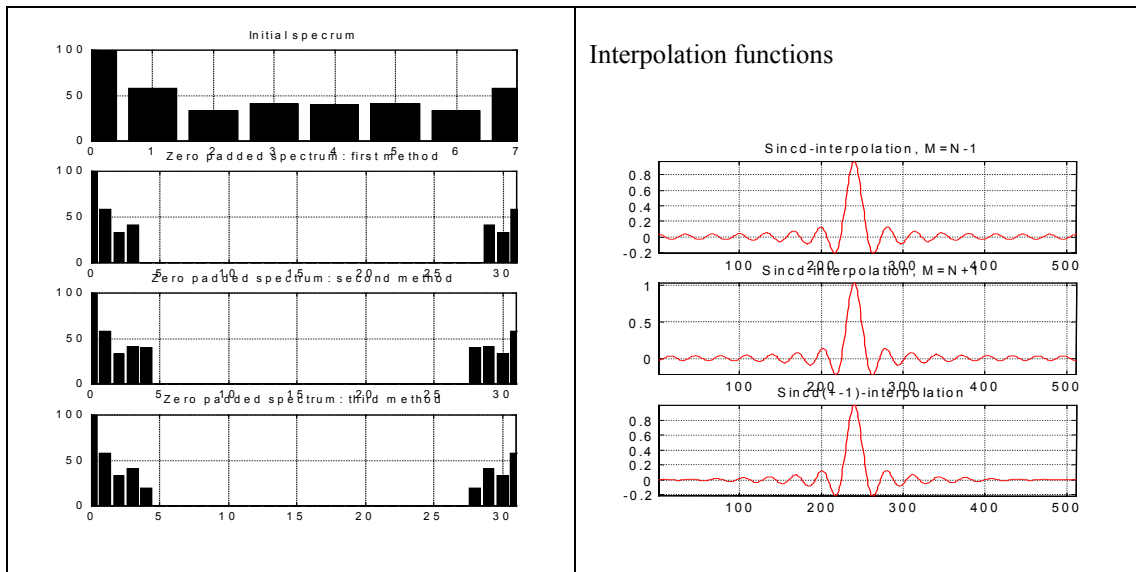 Initial specrum
100
50
0
0 1 2 3 4 5 6 7
Zero padded spectrum: first method
100
50
0
0 5 10 15 20 25 30
Zero padded spectrum: second method
100
50
0
0 5 10 15 20 25 30
Zero padded spectrum: third method
100
50
0
0 5 10 15 20 25 30
Interpolation functions
Sincd-interpolation, M=N-1
0.8
0.6
0.4
0.2
0
-0.2
100 200 300 400 500
Sincd-interpolation, M=N+1
1
0.5
0
100 200 300 400 500
Sincd(+-1)-interpolation
0.8
0.6
0.4
0.2
0
-0.2
100 200 300 400 500